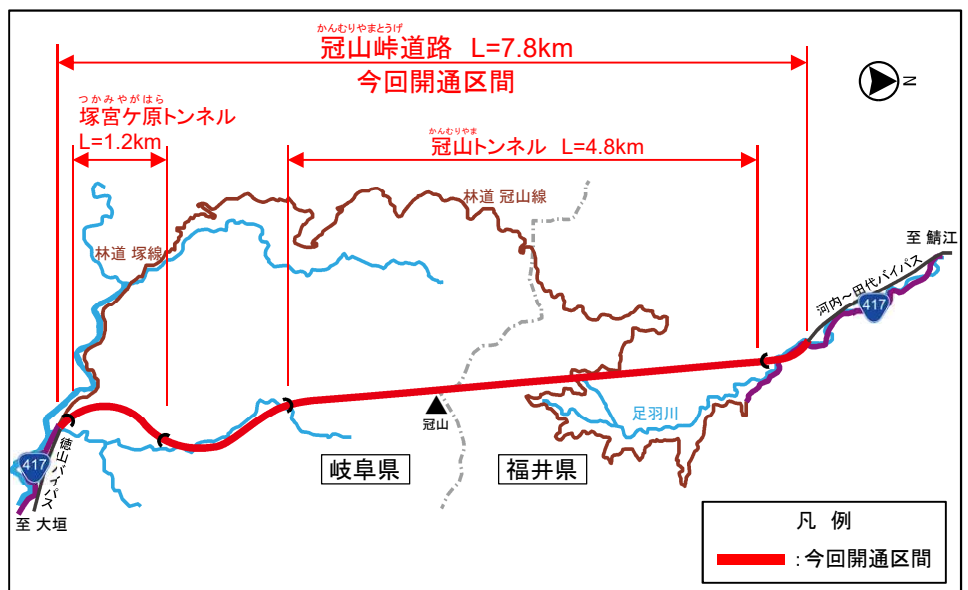 かんむりやまとうげ
冠山峠道路 L=7.8km
今回開通区間
つかみやがはら
塚宮ケ原トンネル
L=1.2km
かんむりやま
冠山トンネル L=4.8km
N
林道 冠山線
林道 塚線
至 鯖江
河内～田代バイパス
417
足羽川
冠山
岐阜県
福井県
417
徳山バイパス
至 大垣
凡 例
：今回開通区間